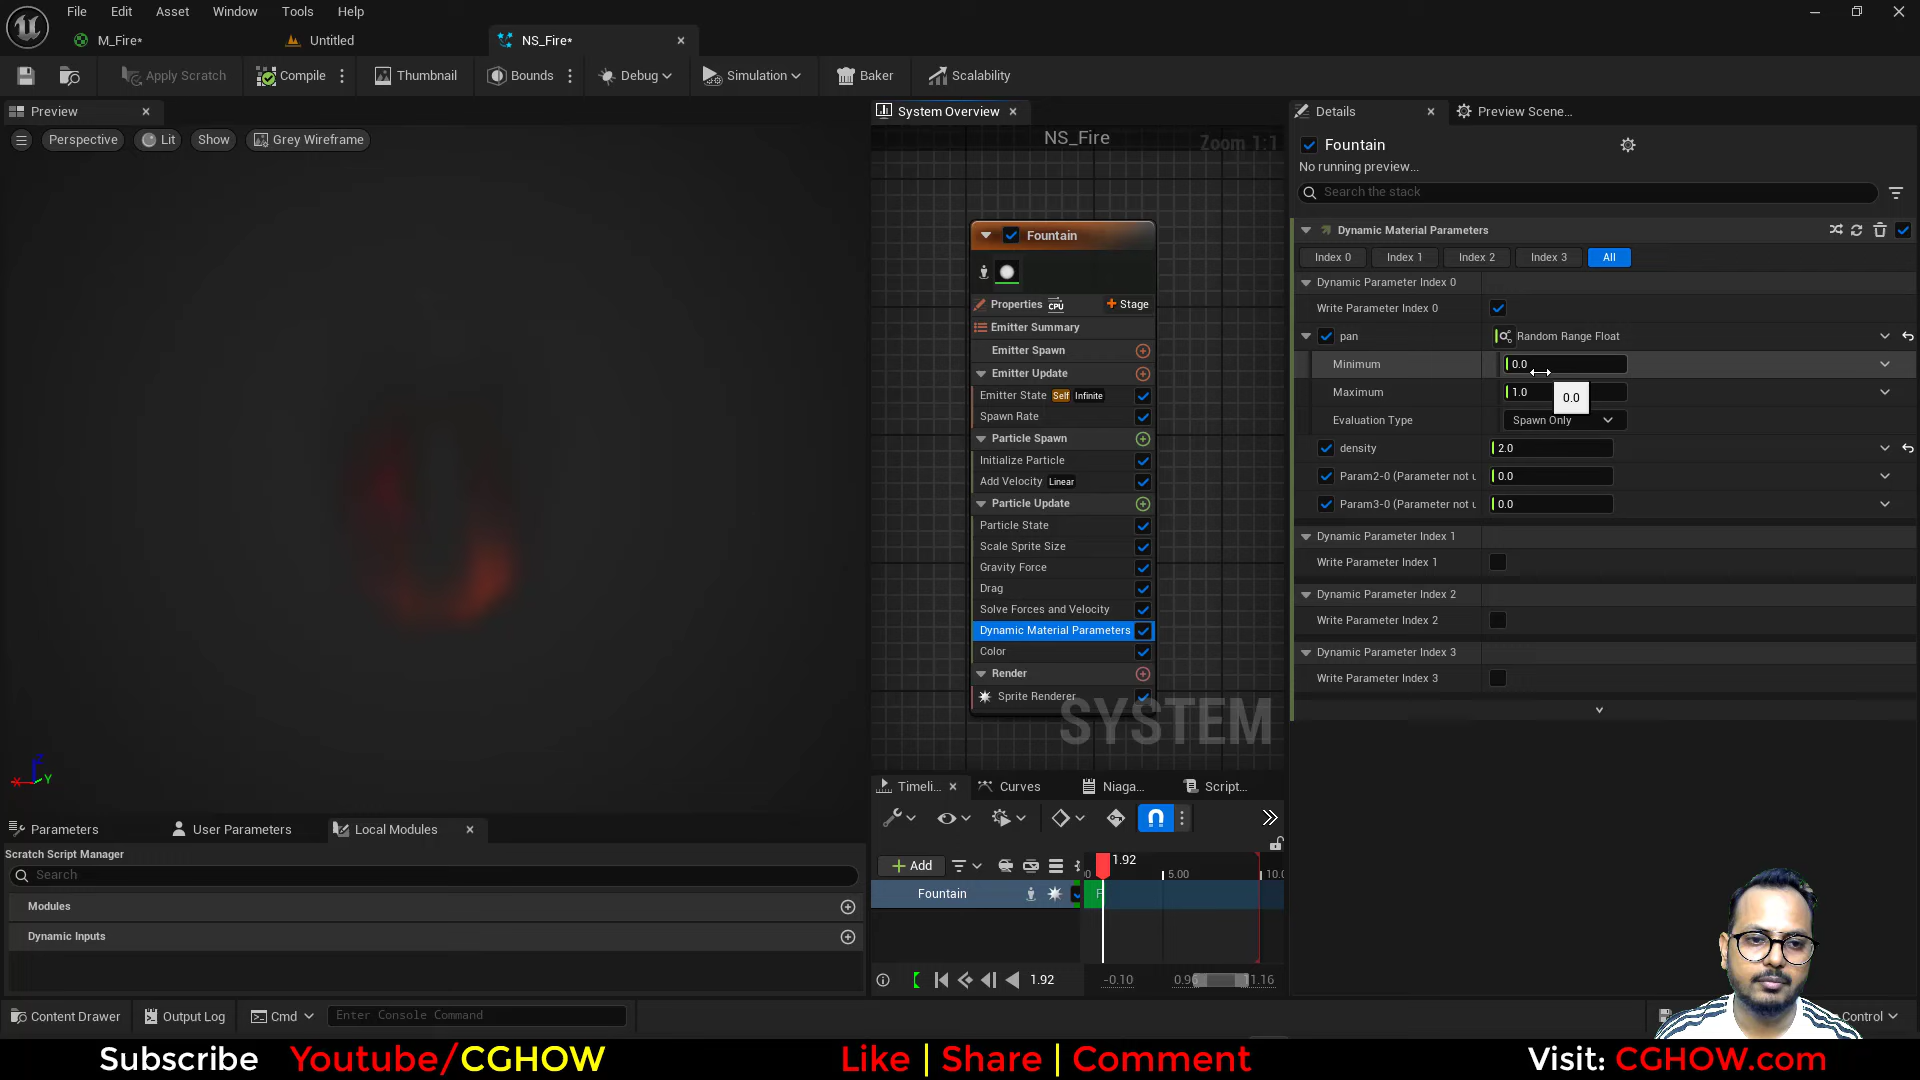 File Edit Asset Window Tools Help
M_Fire* Untitled NS_Fire*
Apply Scratch Compile Thumbnail Bounds Debug Simulation Baker Scalability
Preview System Overview Details Preview Scene...
Perspective Lit Show Grey Wireframe
NS_Fire
Zoom 1:1
Fountain
No running preview...
Search the stack
Dynamic Material Parameters
Index 0 Index 1 Index 2 Index 3 All
Dynamic Parameter Index 0
Write Parameter Index 0
pan Random Range Float
Minimum 0.0
Maximum 1.0
0.0
Evaluation Type Spawn Only
density 2.0
Param2-0 (Parameter not u 0.0
Param3-0 (Parameter not u 0.0
Dynamic Parameter Index 1
Write Parameter Index 1
Dynamic Parameter Index 2
Write Parameter Index 2
Dynamic Parameter Index 3
Write Parameter Index 3
Fountain
Properties CPU Stage
Emitter Summary
Emitter Spawn
Emitter Update
Emitter State Self Infinite
Spawn Rate
Particle Spawn
Initialize Particle
Add Velocity Linear
Particle Update
Particle State
Scale Sprite Size
Gravity Force
Drag
Solve Forces and Velocity
Dynamic Material Parameters
Color
Render
Sprite Renderer
SYSTEM
X Z Y
Timeli... Curves Niaga... Script...
Add 1.92
5.00
Fountain F
1.92 -0.10 11.16
Parameters User Parameters Local Modules
Scratch Script Manager
Search
Modules
Dynamic Inputs
Content Drawer Output Log Cmd Enter Console Command Control
Subscribe Youtube/CGHOW Like | Share | Comment Visit: CGHOW.com